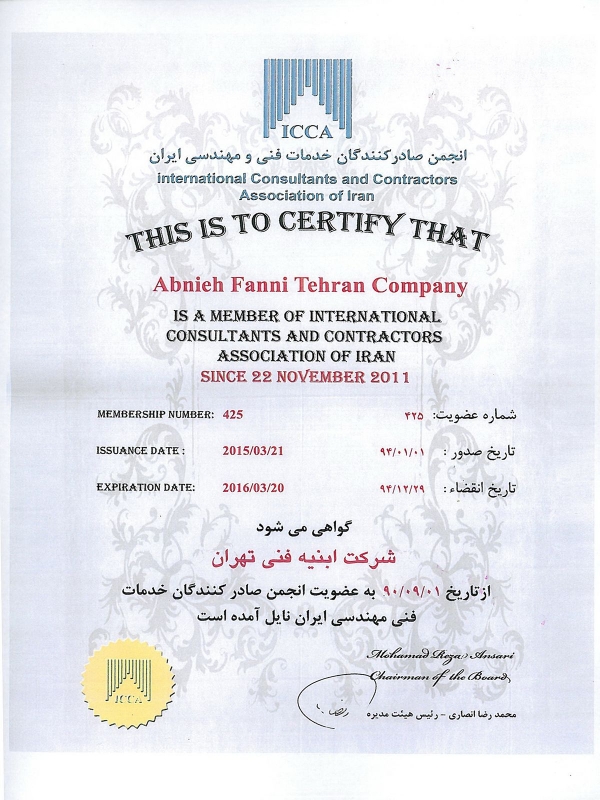 ICCA
انجمن صادرکنندگان خدمات فنی و مهندسی ایران
international Consultants and Contractors
Association of Iran
THIS IS TO CERTIFY THAT
Abnieh Fanni Tehran Company
IS A MEMBER OF INTERNATIONAL
CONSULTANTS AND CONTRACTORS
ASSOCIATION OF IRAN
SINCE 22 NOVEMBER 2011
MEMBERSHIP NUMBER: 425 شماره عضویت: ۴۲۵
ISSUANCE DATE : 2015/03/21 تاریخ صدور : ۹۴/۰۱/۰۱
EXPIRATION DATE: 2016/03/20 تاریخ انقضاء : ۹۴/۱۲/۲۹
گواهی می شود
شرکت ابنیه فنی تهران
ازتاریخ ۹۰/۰۹/۰۱ به عضویت انجمن صادر کنندگان خدمات
فنی مهندسی ایران نایل آمده است
Mohamad Reza Ansari
Chairman of the Board
محمد رضا انصاری - رئیس هیئت مدیره
ICCA